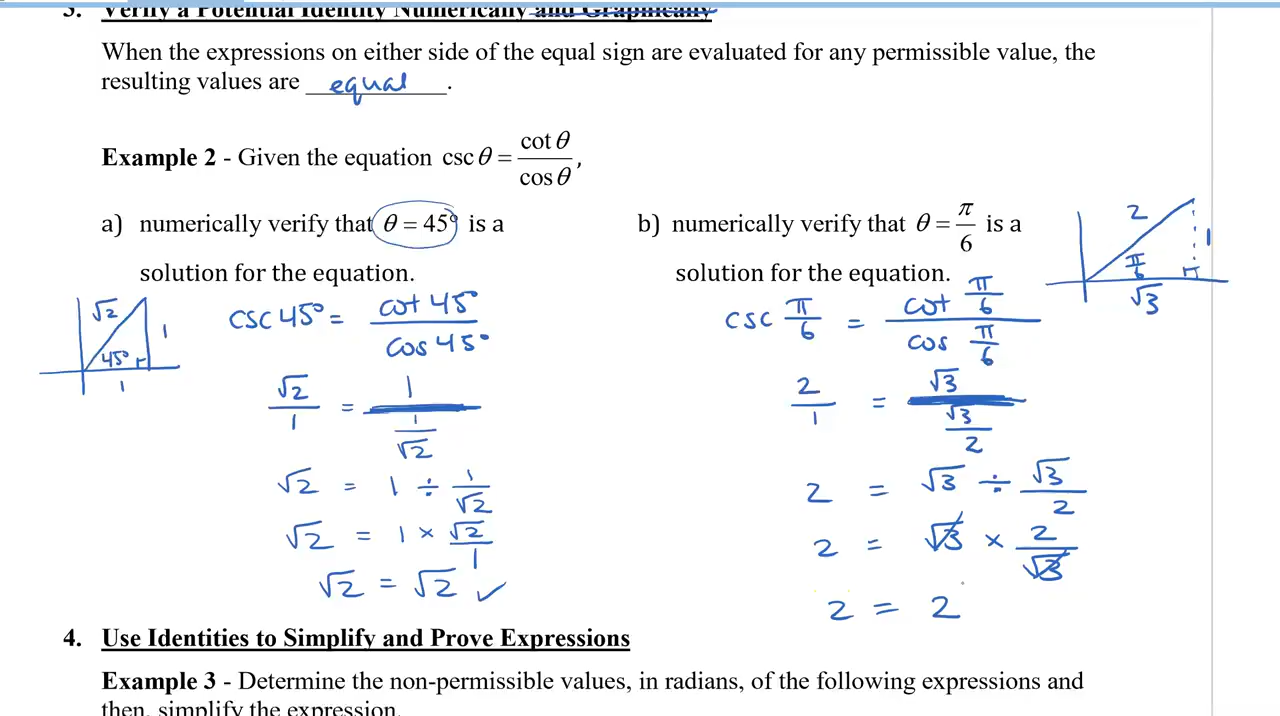 3. Verify a Potential Identity Numerically and Graphically
When the expressions on either side of the equal sign are evaluated for any permissible value, the
resulting values are equal.
Example 2 - Given the equation csc θ = cot θ / cos θ,
a) numerically verify that θ = 45° is a
solution for the equation.
√2 1 45° 1
csc 45° = cot 45° / cos 45°
√2/1 = 1 / (1/√2)
√2 = 1 ÷ 1/√2
√2 = 1 × √2/1
√2 = √2 ✓
b) numerically verify that θ = π/6 is a
solution for the equation.
2 1 π/6 √3
csc π/6 = cot π/6 / cos π/6
2/1 = √3 / (√3/2)
2 = √3 ÷ √3/2
2 = √3 × 2/√3
2 = 2
4. Use Identities to Simplify and Prove Expressions
Example 3 - Determine the non-permissible values, in radians, of the following expressions and
then, simplify the expression.